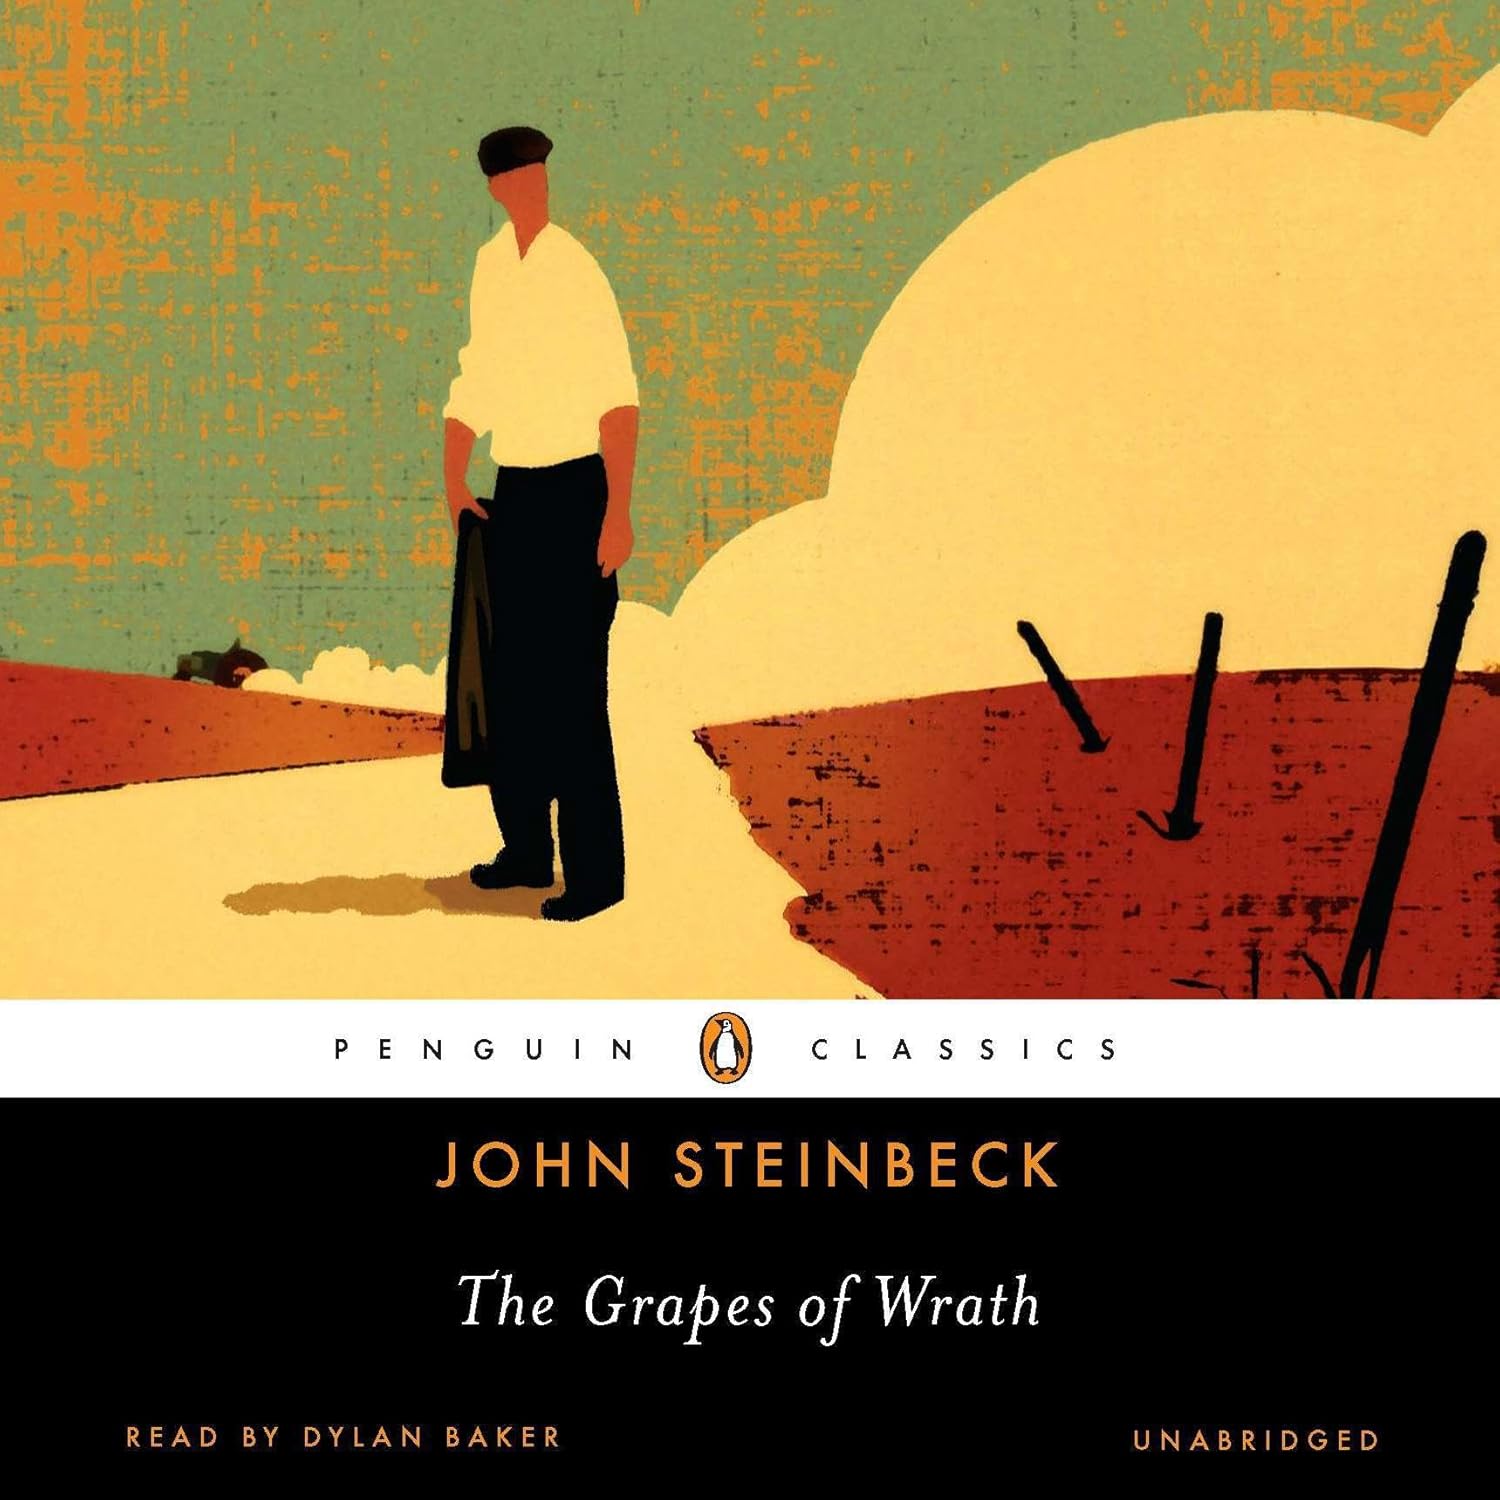 PENGUIN CLASSICS
JOHN STEINBECK
The Grapes of Wrath
READ BY DYLAN BAKER
UNABRIDGED